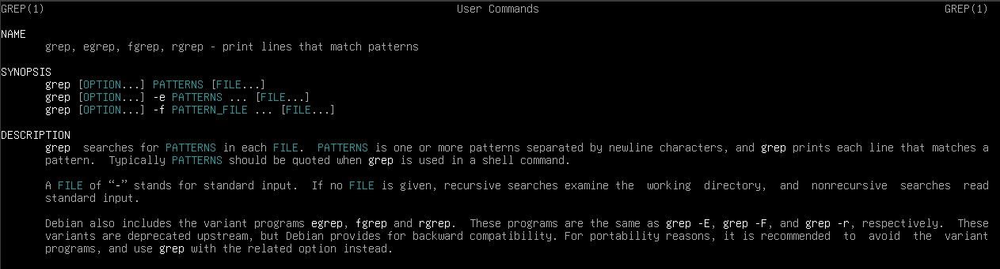 GREP(1) User Commands GREP(1)
NAME
grep, egrep, fgrep, rgrep - print lines that match patterns
SYNOPSIS
grep [OPTION...] PATTERNS [FILE...]
grep [OPTION...] -e PATTERNS ... [FILE...]
grep [OPTION...] -f PATTERN_FILE ... [FILE...]
DESCRIPTION
grep searches for PATTERNS in each FILE. PATTERNS is one or more patterns separated by newline characters, and grep prints each line that matches a
pattern. Typically PATTERNS should be quoted when grep is used in a shell command.
A FILE of “-” stands for standard input. If no FILE is given, recursive searches examine the working directory, and nonrecursive searches read
standard input.
Debian also includes the variant programs egrep, fgrep and rgrep. These programs are the same as grep -E, grep -F, and grep -r, respectively. These
variants are deprecated upstream, but Debian provides for backward compatibility. For portability reasons, it is recommended to avoid the variant
programs, and use grep with the related option instead.